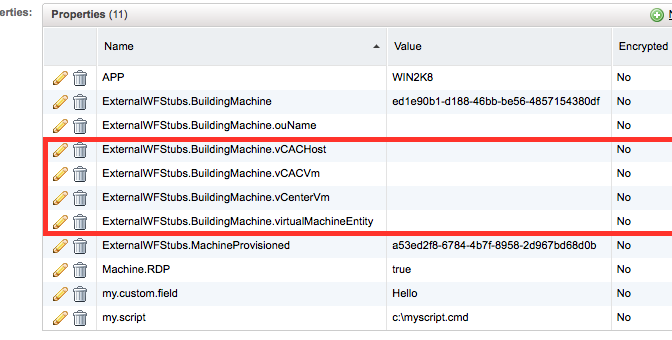 erties:
Properties (11)
N
Name Value Encrypted
APP WIN2K8 No
ExternalWFStubs.BuildingMachine ed1e90b1-d188-46bb-be56-4857154380df No
ExternalWFStubs.BuildingMachine.ouName No
ExternalWFStubs.BuildingMachine.vCACHost No
ExternalWFStubs.BuildingMachine.vCACVm No
ExternalWFStubs.BuildingMachine.vCenterVm No
ExternalWFStubs.BuildingMachine.virtualMachineEntity No
ExternalWFStubs.MachineProvisioned a53ed2f8-6784-4b7f-8958-2d967bd68d0b No
Machine.RDP true No
my.custom.field Hello No
my.script c:\myscript.cmd No